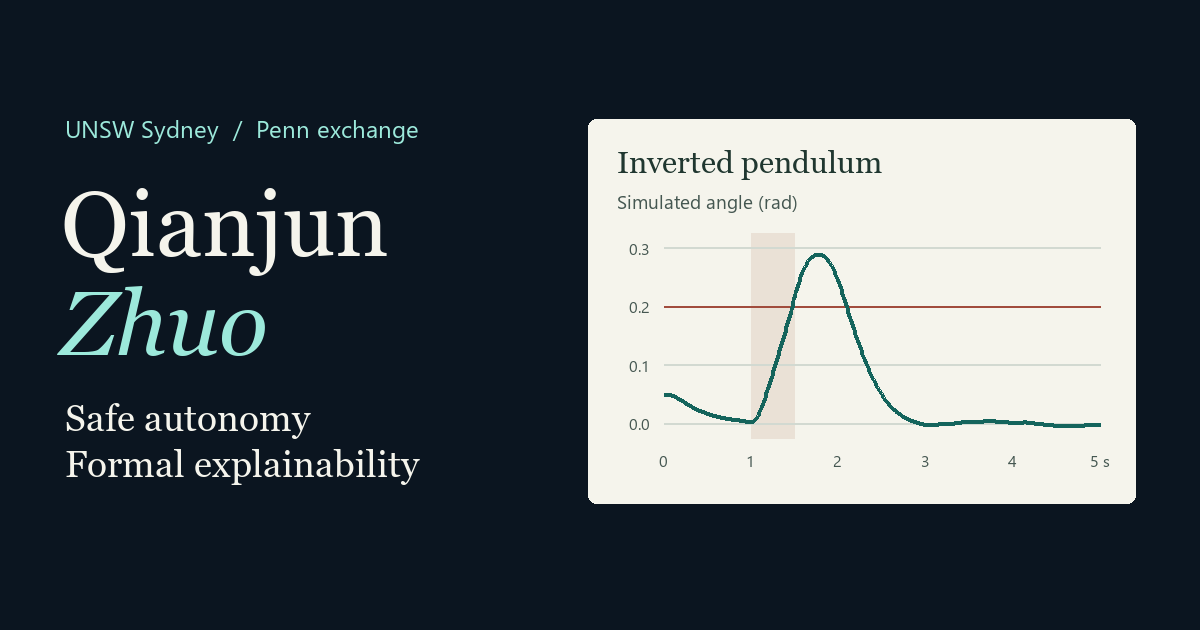 UNSW Sydney / Penn exchange
Qianjun
Zhuo
Safe autonomy
Formal explainability
Inverted pendulum
Simulated angle (rad)
0.3
0.2
0.1
0.0
0 1 2 3 4 5 s